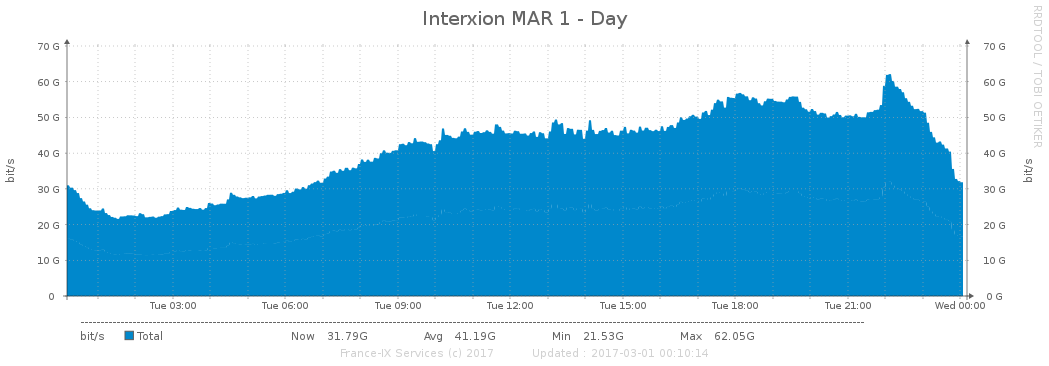 Interxion MAR 1 - Day
RRDTOOL / TOBI OETIKER
bit/s
70 G 70 G
60 G 60 G
50 G 50 G
40 G 40 G
30 G 30 G
20 G 20 G
10 G 10 G
0 0 G
bit/s
Tue 03:00 Tue 06:00 Tue 09:00 Tue 12:00 Tue 15:00 Tue 18:00 Tue 21:00 Wed 00:00
bit/s Total Now 31.79G Avg 41.19G Min 21.53G Max 62.05G
France-IX Services (c) 2017 Updated : 2017-03-01 00:10:14